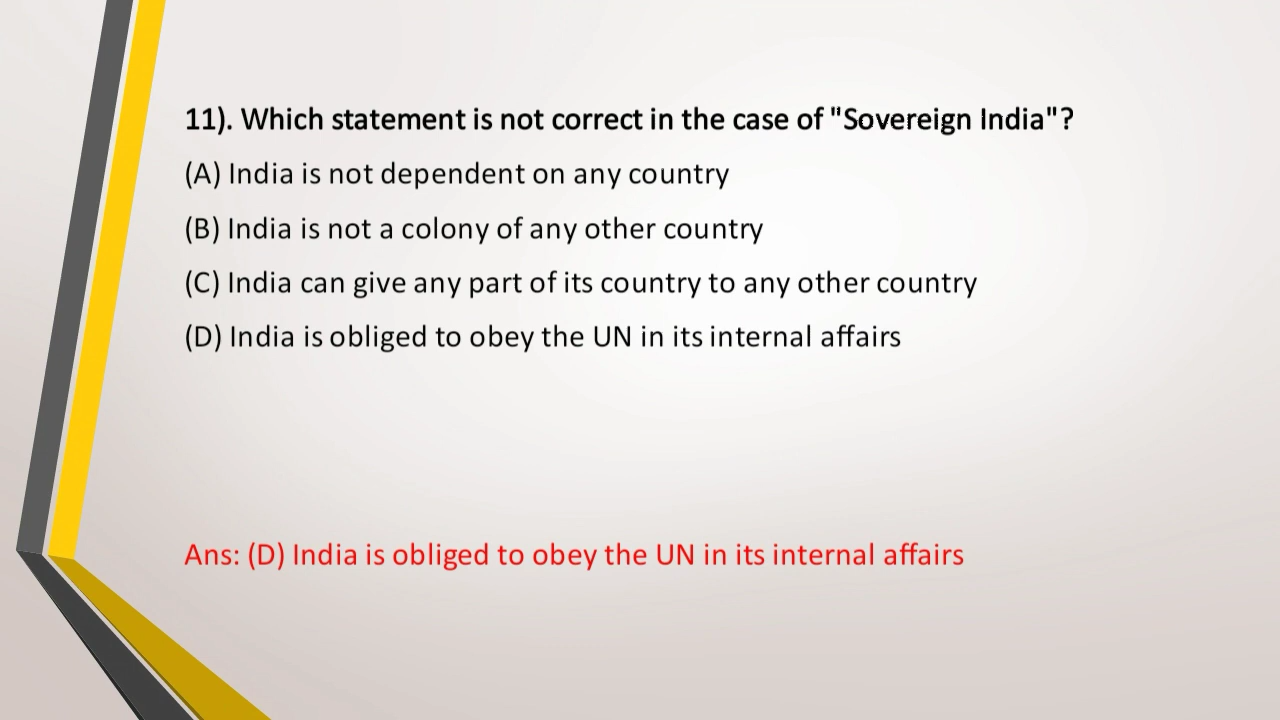 11). Which statement is not correct in the case of "Sovereign India"?
(A) India is not dependent on any country
(B) India is not a colony of any other country
(C) India can give any part of its country to any other country
(D) India is obliged to obey the UN in its internal affairs
Ans: (D) India is obliged to obey the UN in its internal affairs